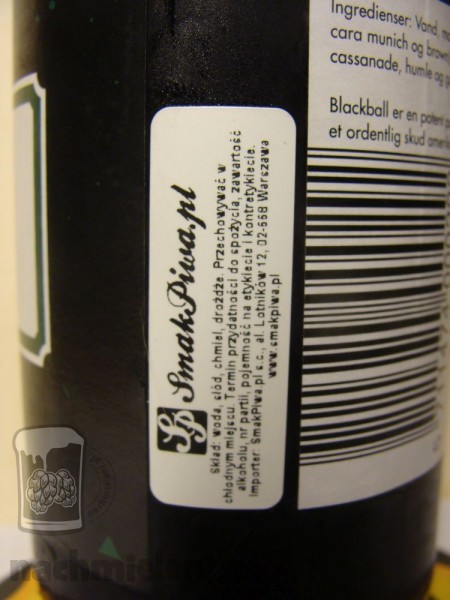 Ingredienser: Vand,
cara munich og brown
cassanade, humle og
Blackball er en potent
et ordentlig skud
SP SmakPiwa.pl
Skład: woda, słód, chmiel, drożdże. Przechowywać w
chłodnym miejscu. Termin przydatności do spożycia, zawartość
alkoholu, nr partii, pojemność na etykiecie i kontretykiecie.
Importer: SmakPiwa.pl s.c., al. Lotników 12, 02-668 Warszawa
www.smakpiwa.pl